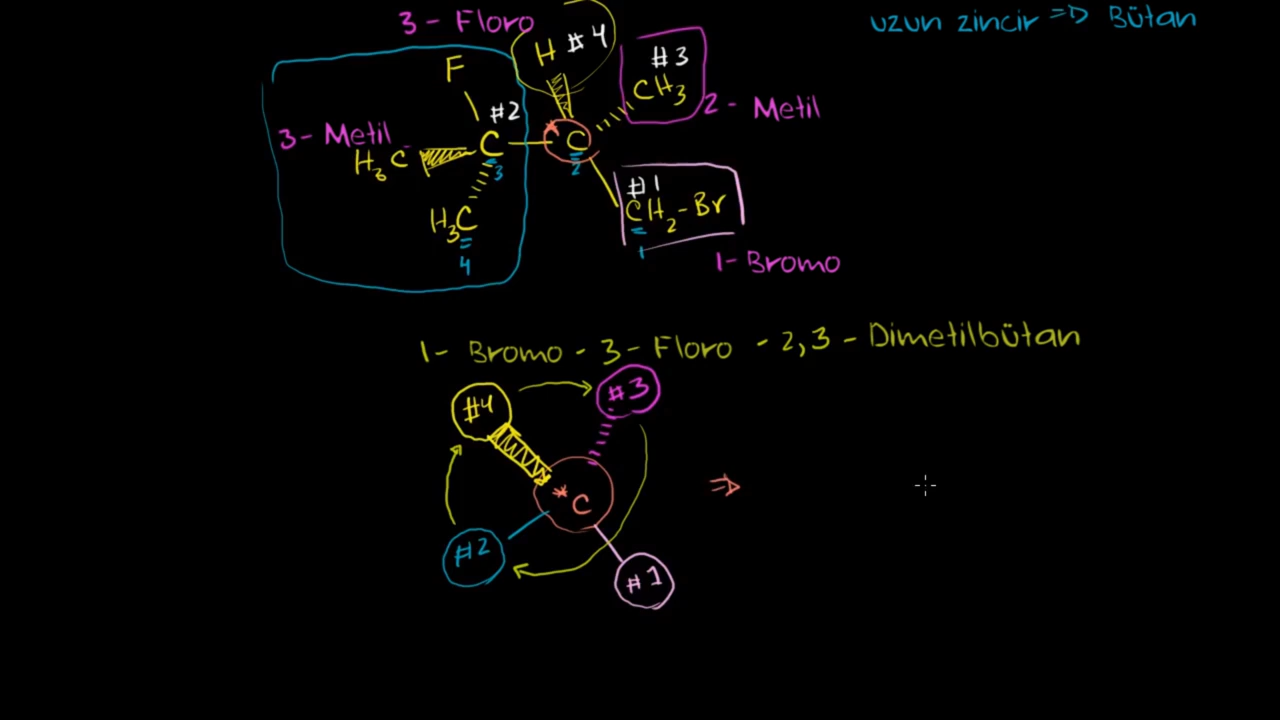 3 - Floro
uzun zincir => Bütan
H #4
F
#3
CH3
#2
2 - Metil
3 - Metil
H3C
C
3
* C
2
#1
CH2-Br
1
H3C
4
1- Bromo
1- Bromo - 3 - Floro - 2,3 - Dimetilbütan
#4
#3
* C
=>
#2
#1